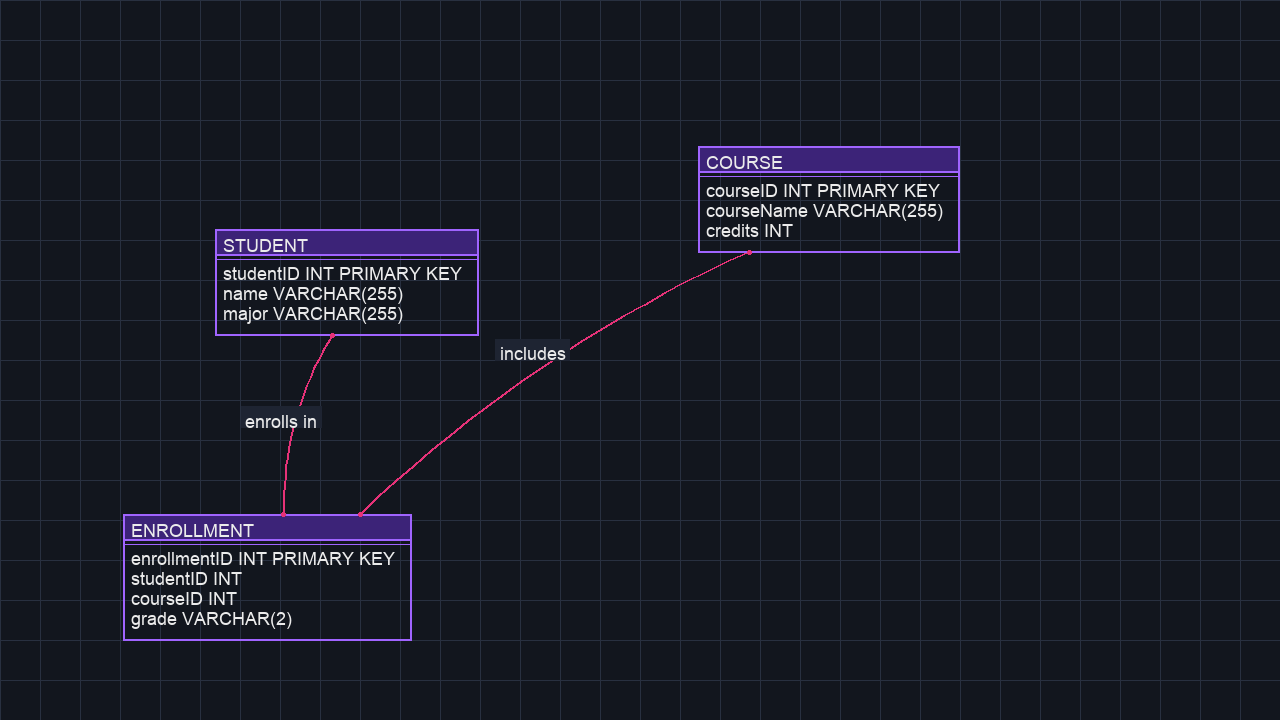 COURSE
courseID INT PRIMARY KEY
courseName VARCHAR(255)
credits INT
STUDENT
studentID INT PRIMARY KEY
name VARCHAR(255)
major VARCHAR(255)
includes
enrolls in
ENROLLMENT
enrollmentID INT PRIMARY KEY
studentID INT
courseID INT
grade VARCHAR(2)